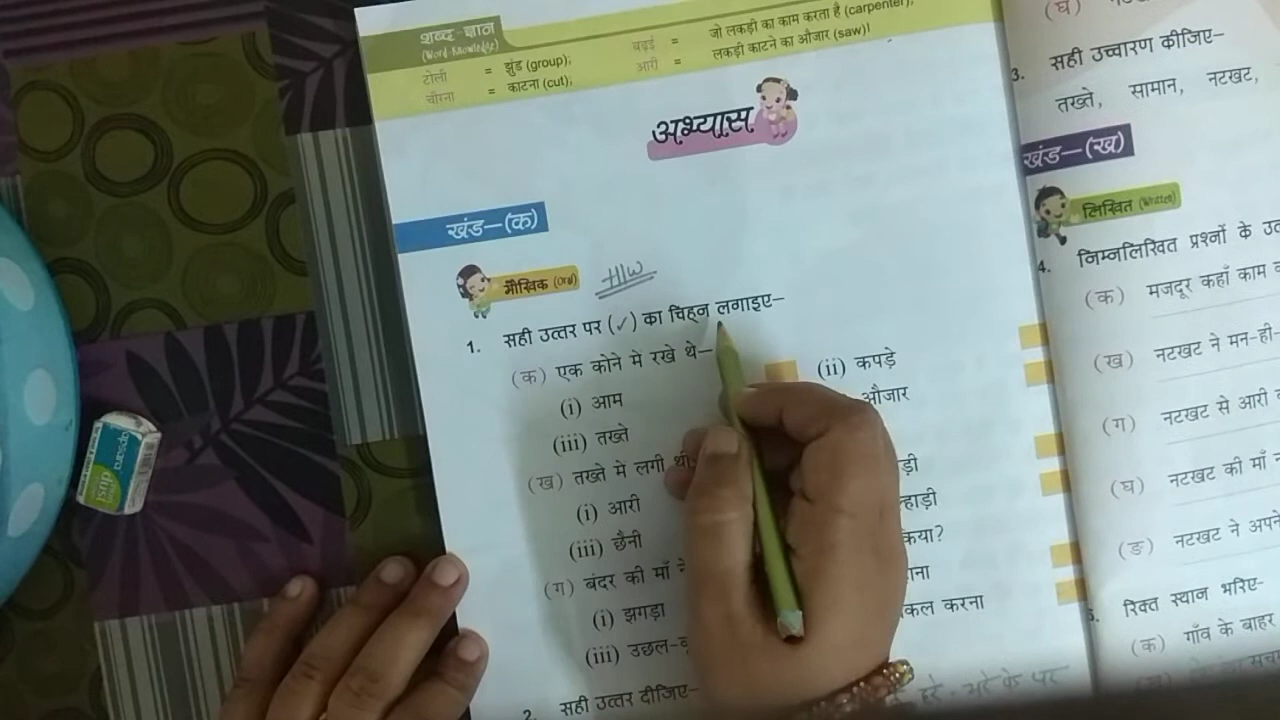 शब्द-ज्ञान
(Word Knowledge)
टोली = झुंड (group); बढ़ई = जो लकड़ी का काम करता है (carpenter);
चीरना = काटना (cut); आरी = लकड़ी काटने का औजार (saw)।
अभ्यास
खंड—(क)
मौखिक (Oral) H/W
1. सही उत्तर पर (✓) का चिह्न लगाइए–
(क) एक कोने मे रखे थे–
(i) आम (ii) कपड़े
(iii) तख्ते औजार
(ख) तख्ते मे लगी थी
(i) आरी ड़ी
(iii) छैनी ल्हाड़ी
(ग) बंदर की माँ ने किया?
(i) झगड़ा ाना
(iii) उछल-कू कल करना
2. सही उत्तर दीजिए–
(घ)
3. सही उच्चारण कीजिए–
तख्ते, सामान, नटखट,
खंड—(ख)
लिखित (Written)
4. निम्नलिखित प्रश्नों के
(क) मजदूर कहाँ काम
(ख) नटखट ने मन-ही-
(ग) नटखट से आरी
(घ) नटखट की माँ
(ङ) नटखट ने अपने
5. रिक्त स्थान भरिए-
(क) गाँव के बाहर
apsara
dust